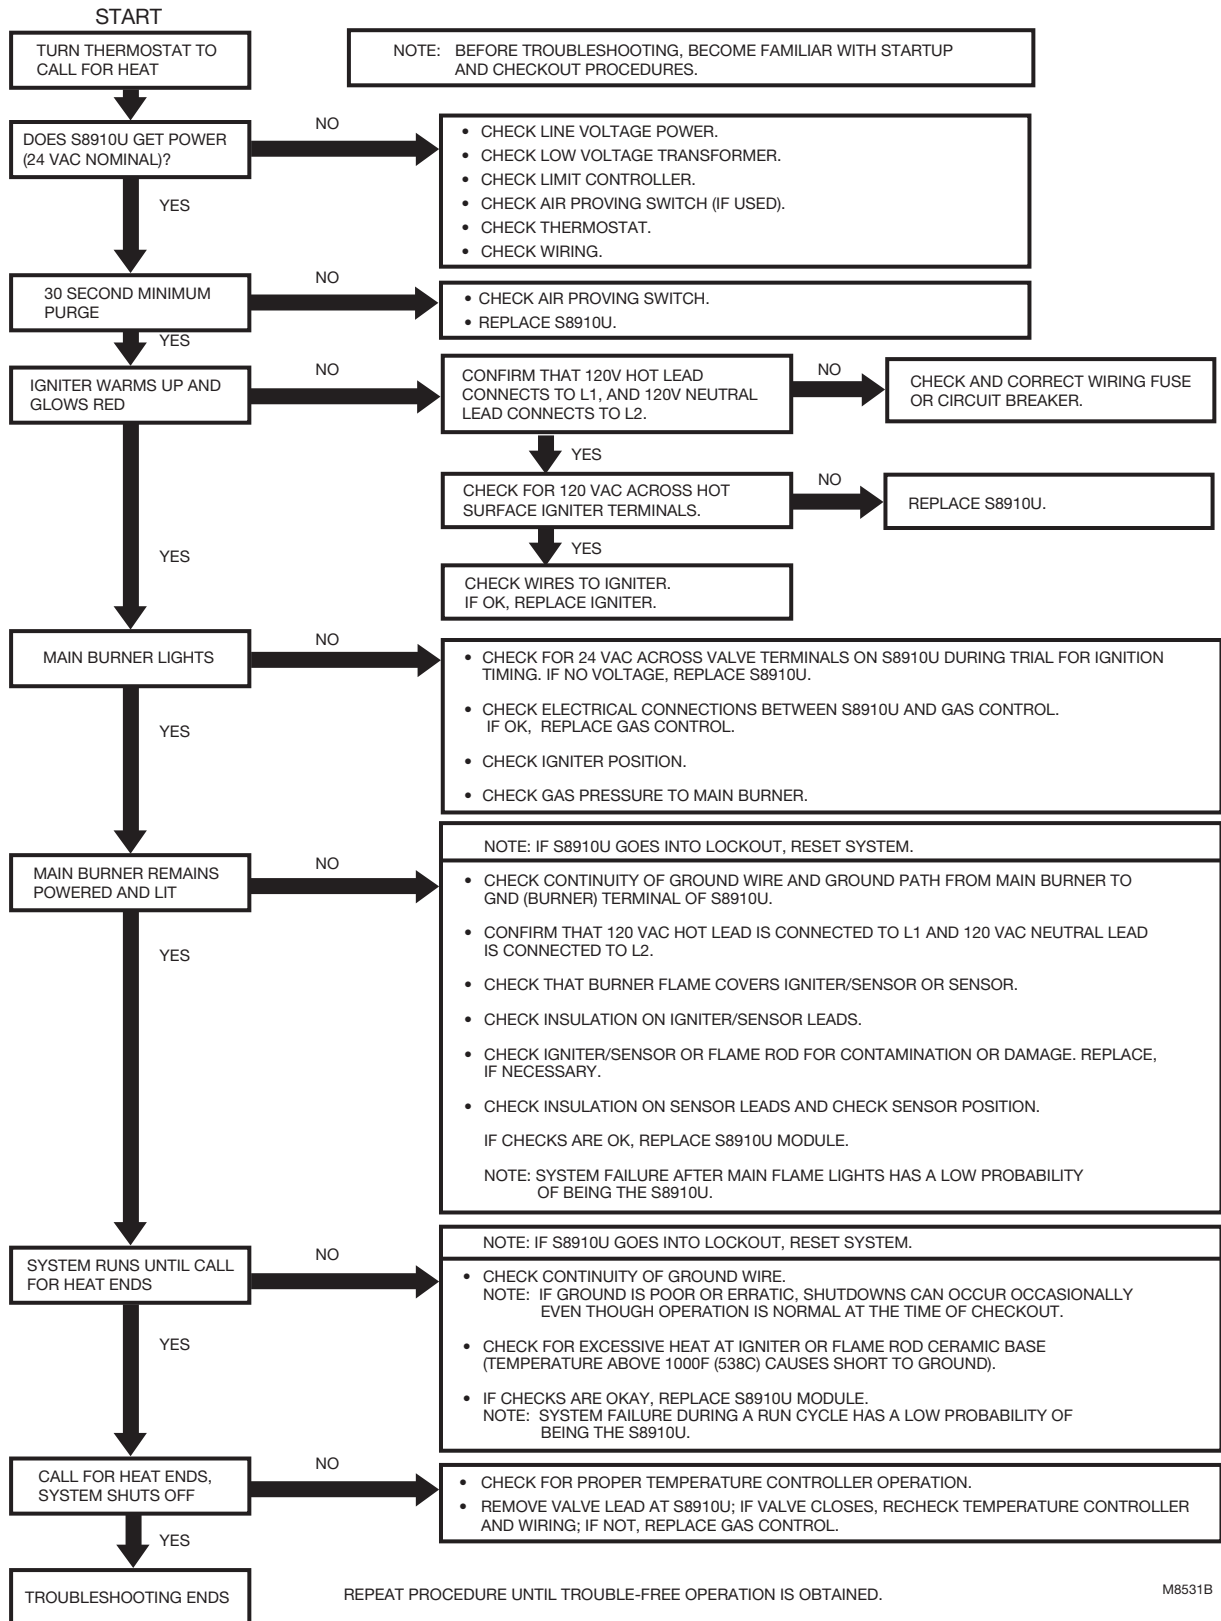 START
TURN THERMOSTAT TO
CALL FOR HEAT
NOTE: BEFORE TROUBLESHOOTING, BECOME FAMILIAR WITH STARTUP
AND CHECKOUT PROCEDURES.
DOES S8910U GET POWER
(24 VAC NOMINAL)?
NO
• CHECK LINE VOLTAGE POWER.
• CHECK LOW VOLTAGE TRANSFORMER.
• CHECK LIMIT CONTROLLER.
• CHECK AIR PROVING SWITCH (IF USED).
• CHECK THERMOSTAT.
• CHECK WIRING.
YES
30 SECOND MINIMUM
PURGE
NO
• CHECK AIR PROVING SWITCH.
• REPLACE S8910U.
YES
IGNITER WARMS UP AND
GLOWS RED
NO
CONFIRM THAT 120V HOT LEAD
CONNECTS TO L1, AND 120V NEUTRAL
LEAD CONNECTS TO L2.
NO
CHECK AND CORRECT WIRING FUSE
OR CIRCUIT BREAKER.
YES
CHECK FOR 120 VAC ACROSS HOT
SURFACE IGNITER TERMINALS.
NO
REPLACE S8910U.
YES
CHECK WIRES TO IGNITER.
IF OK, REPLACE IGNITER.
YES
MAIN BURNER LIGHTS
NO
• CHECK FOR 24 VAC ACROSS VALVE TERMINALS ON S8910U DURING TRIAL FOR IGNITION
TIMING. IF NO VOLTAGE, REPLACE S8910U.
• CHECK ELECTRICAL CONNECTIONS BETWEEN S8910U AND GAS CONTROL.
IF OK, REPLACE GAS CONTROL.
• CHECK IGNITER POSITION.
• CHECK GAS PRESSURE TO MAIN BURNER.
YES
MAIN BURNER REMAINS
POWERED AND LIT
NO
NOTE: IF S8910U GOES INTO LOCKOUT, RESET SYSTEM.
• CHECK CONTINUITY OF GROUND WIRE AND GROUND PATH FROM MAIN BURNER TO
GND (BURNER) TERMINAL OF S8910U.
• CONFIRM THAT 120 VAC HOT LEAD IS CONNECTED TO L1 AND 120 VAC NEUTRAL LEAD
IS CONNECTED TO L2.
• CHECK THAT BURNER FLAME COVERS IGNITER/SENSOR OR SENSOR.
• CHECK INSULATION ON IGNITER/SENSOR LEADS.
• CHECK IGNITER/SENSOR OR FLAME ROD FOR CONTAMINATION OR DAMAGE. REPLACE,
IF NECESSARY.
• CHECK INSULATION ON SENSOR LEADS AND CHECK SENSOR POSITION.
IF CHECKS ARE OK, REPLACE S8910U MODULE.
NOTE: SYSTEM FAILURE AFTER MAIN FLAME LIGHTS HAS A LOW PROBABILITY
OF BEING THE S8910U.
YES
SYSTEM RUNS UNTIL CALL
FOR HEAT ENDS
NO
NOTE: IF S8910U GOES INTO LOCKOUT, RESET SYSTEM.
• CHECK CONTINUITY OF GROUND WIRE.
NOTE: IF GROUND IS POOR OR ERRATIC, SHUTDOWNS CAN OCCUR OCCASIONALLY
EVEN THOUGH OPERATION IS NORMAL AT THE TIME OF CHECKOUT.
• CHECK FOR EXCESSIVE HEAT AT IGNITER OR FLAME ROD CERAMIC BASE
(TEMPERATURE ABOVE 1000F (538C) CAUSES SHORT TO GROUND).
• IF CHECKS ARE OKAY, REPLACE S8910U MODULE.
NOTE: SYSTEM FAILURE DURING A RUN CYCLE HAS A LOW PROBABILITY OF
BEING THE S8910U.
YES
CALL FOR HEAT ENDS,
SYSTEM SHUTS OFF
NO
• CHECK FOR PROPER TEMPERATURE CONTROLLER OPERATION.
• REMOVE VALVE LEAD AT S8910U; IF VALVE CLOSES, RECHECK TEMPERATURE CONTROLLER
AND WIRING; IF NOT, REPLACE GAS CONTROL.
YES
TROUBLESHOOTING ENDS
REPEAT PROCEDURE UNTIL TROUBLE-FREE OPERATION IS OBTAINED.
M8531B